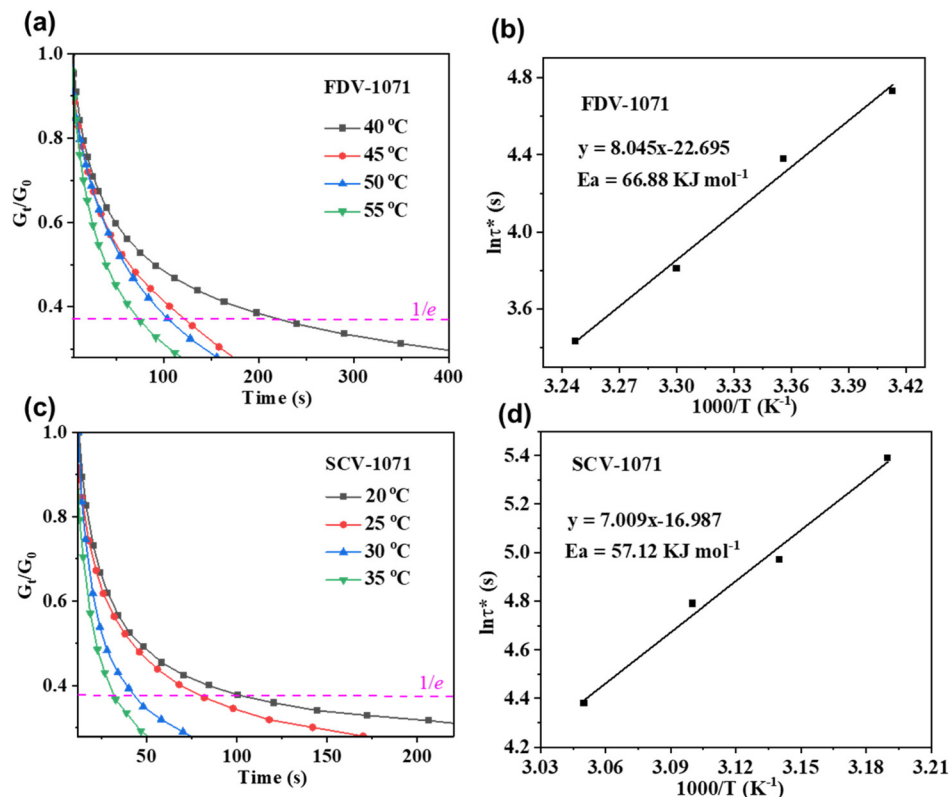 (a)
FDV-1071
40 ºC
45 ºC
50 ºC
55 ºC
1/e
1.0
0.8
0.6
0.4
100 200 300 400
Time (s)
Gt/G0
(b)
FDV-1071
y = 8.045x-22.695
Ea = 66.88 KJ mol-1
4.8
4.4
4.0
3.6
3.24 3.27 3.30 3.33 3.36 3.39 3.42
1000/T (K-1)
lnτ* (s)
(c)
SCV-1071
20 ºC
25 ºC
30 ºC
35 ºC
1/e
1.0
0.8
0.6
0.4
50 100 150 200
Time (s)
Gt/G0
(d)
SCV-1071
y = 7.009x-16.987
Ea = 57.12 KJ mol-1
5.4
5.2
5.0
4.8
4.6
4.4
4.2
3.03 3.06 3.09 3.12 3.15 3.18 3.21
1000/T (K-1)
lnτ* (s)